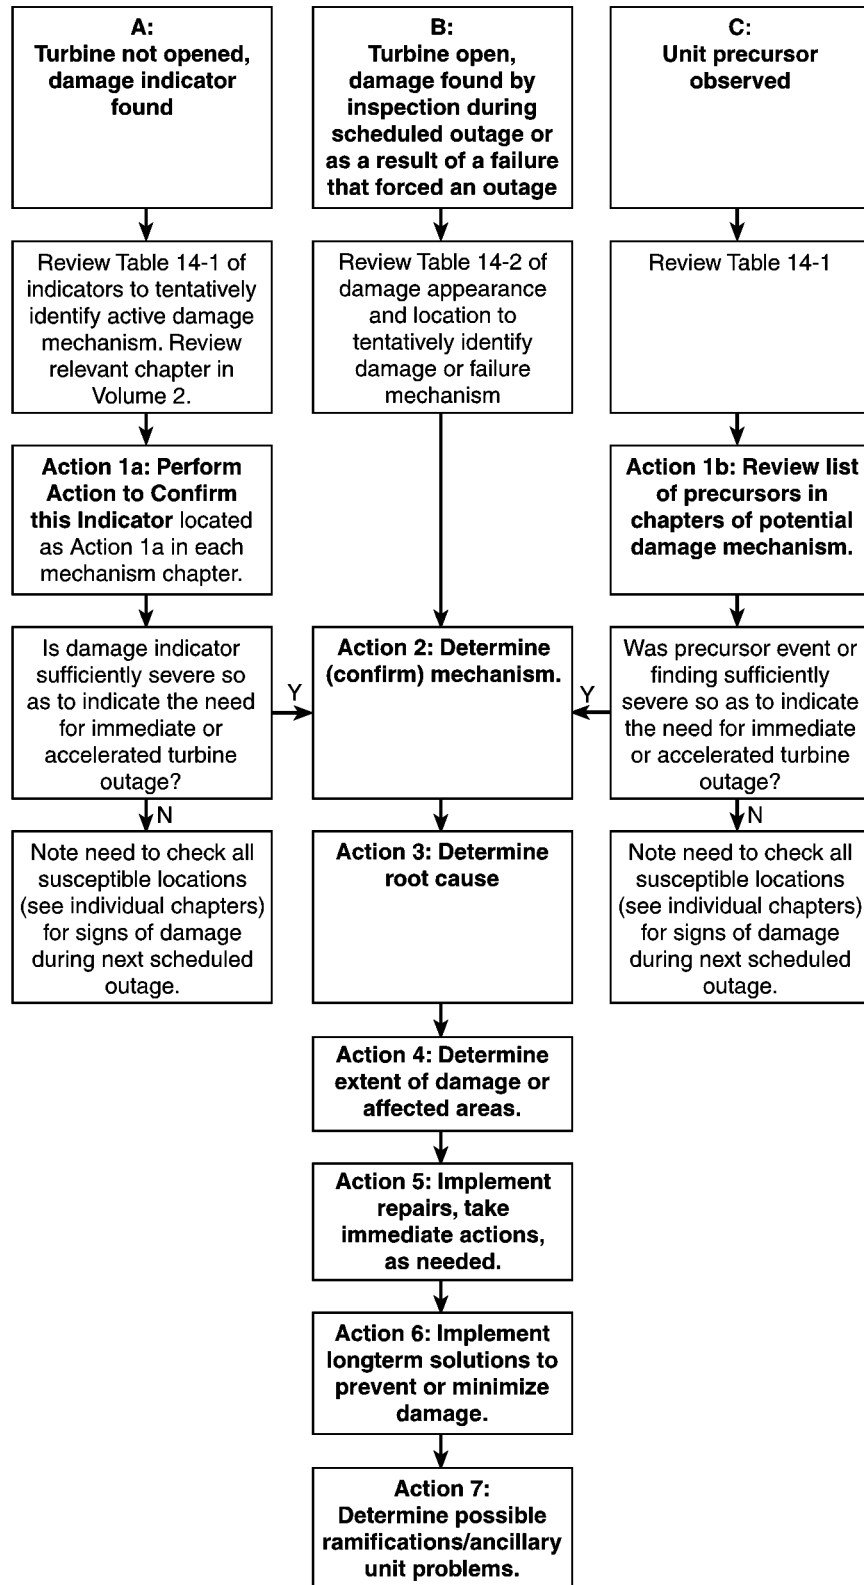 A:
Turbine not opened,
damage indicator
found
B:
Turbine open,
damage found by
inspection during
scheduled outage or
as a result of a failure
that forced an outage
C:
Unit precursor
observed
Review Table 14-1 of
indicators to tentatively
identify active damage
mechanism. Review
relevant chapter in
Volume 2.
Review Table 14-2 of
damage appearance
and location to
tentatively identify
damage or failure
mechanism
Review Table 14-1
Action 1a: Perform
Action to Confirm
this Indicator located
as Action 1a in each
mechanism chapter.
Action 1b: Review list
of precursors in
chapters of potential
damage mechanism.
Is damage indicator
sufficiently severe so
as to indicate the need
for immediate or
accelerated turbine
outage?
Y
Action 2: Determine
(confirm) mechanism.
Y
Was precursor event or
finding sufficiently
severe so as to indicate
the need for immediate
or accelerated turbine
outage?
N
N
Note need to check all
susceptible locations
(see individual chapters)
for signs of damage
during next scheduled
outage.
Action 3: Determine
root cause
Note need to check all
susceptible locations
(see individual chapters)
for signs of damage
during next scheduled
outage.
Action 4: Determine
extent of damage or
affected areas.
Action 5: Implement
repairs, take
immediate actions,
as needed.
Action 6: Implement
longterm solutions to
prevent or minimize
damage.
Action 7:
Determine possible
ramifications/ancillary
unit problems.